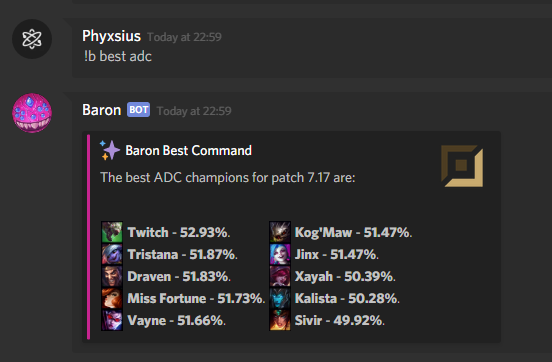 Phyxsius Today at 22:59
!b best adc
Baron BOT Today at 22:59
Baron Best Command
The best ADC champions for patch 7.17 are:
Twitch - 52.93%.
Tristana - 51.87%.
Draven - 51.83%.
Miss Fortune - 51.73%.
Vayne - 51.66%.
Kog'Maw - 51.47%.
Jinx - 51.47%.
Xayah - 50.39%.
Kalista - 50.28%.
Sivir - 49.92%.